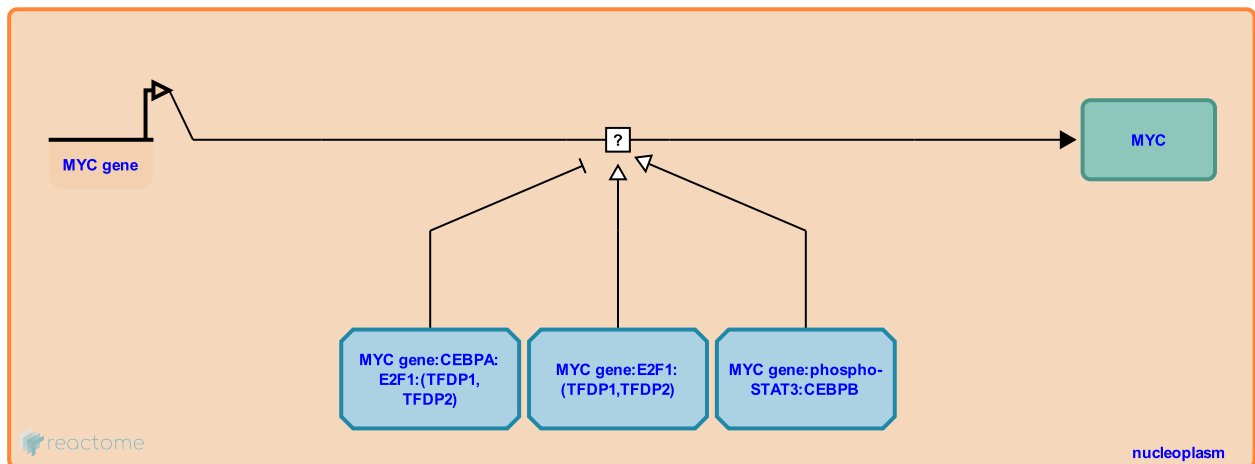 MYC gene
?
MYC
MYC gene:CEBPA:
E2F1:(TFDP1,
TFDP2)
MYC gene:E2F1:
(TFDP1,TFDP2)
MYC gene:phospho-
STAT3:CEBPB
reactome
nucleoplasm